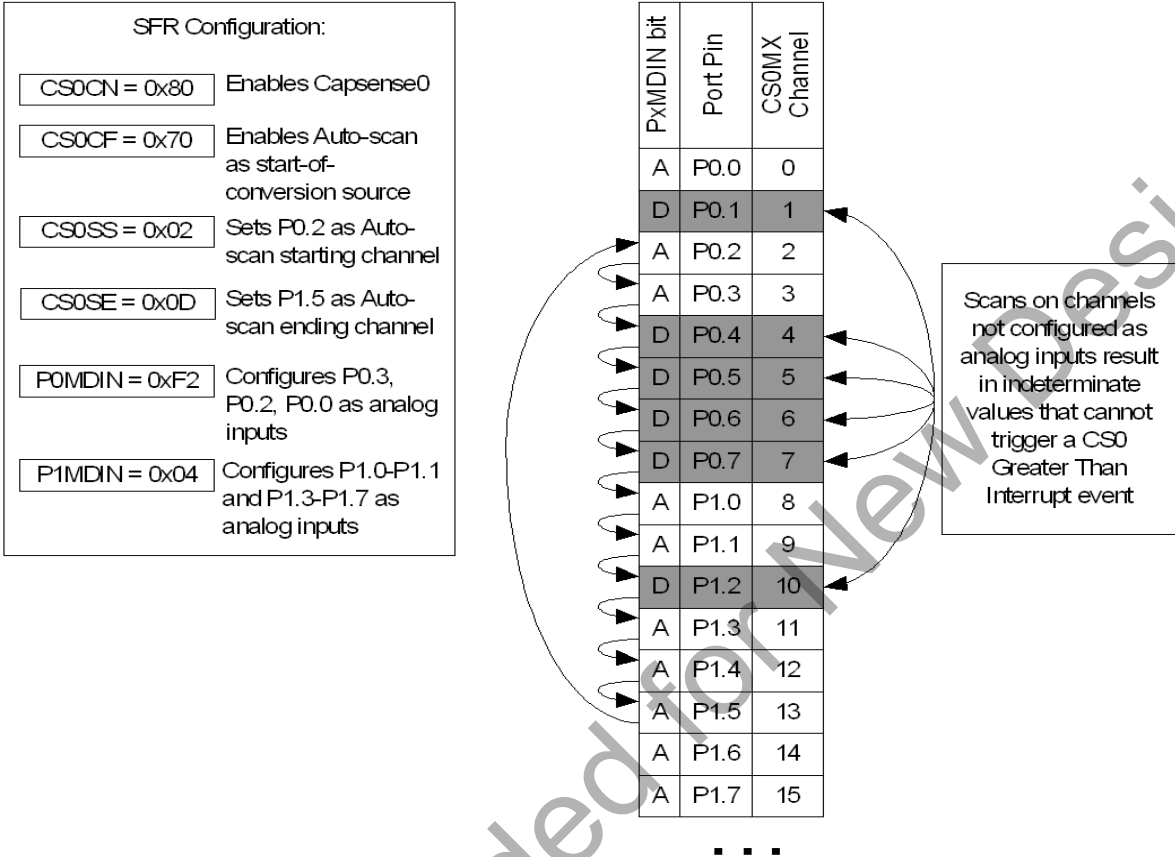 SFR Configuration:
CS0CN = 0x80
Enables Capsense0
CS0CF = 0x70
Enables Auto-scan
as start-of-
conversion source
CS0SS = 0x02
Sets P0.2 as Auto-
scan starting channel
CS0SE = 0x0D
Sets P1.5 as Auto-
scan ending channel
P0MDIN = 0xF2
Configures P0.3,
P0.2, P0.0 as analog
inputs
P1MDIN = 0x04
Configures P1.0-P1.1
and P1.3-P1.7 as
analog inputs
PxMDIN bit
Port Pin
CS0MX
Channel
A P0.0 0
D P0.1 1
A P0.2 2
A P0.3 3
D P0.4 4
D P0.5 5
D P0.6 6
D P0.7 7
A P1.0 8
A P1.1 9
D P1.2 10
A P1.3 11
A P1.4 12
A P1.5 13
A P1.6 14
A P1.7 15
. . .
Scans on channels
not configured as
analog inputs result
in indeterminate
values that cannot
trigger a CS0
Greater Than
Interrupt event
for New